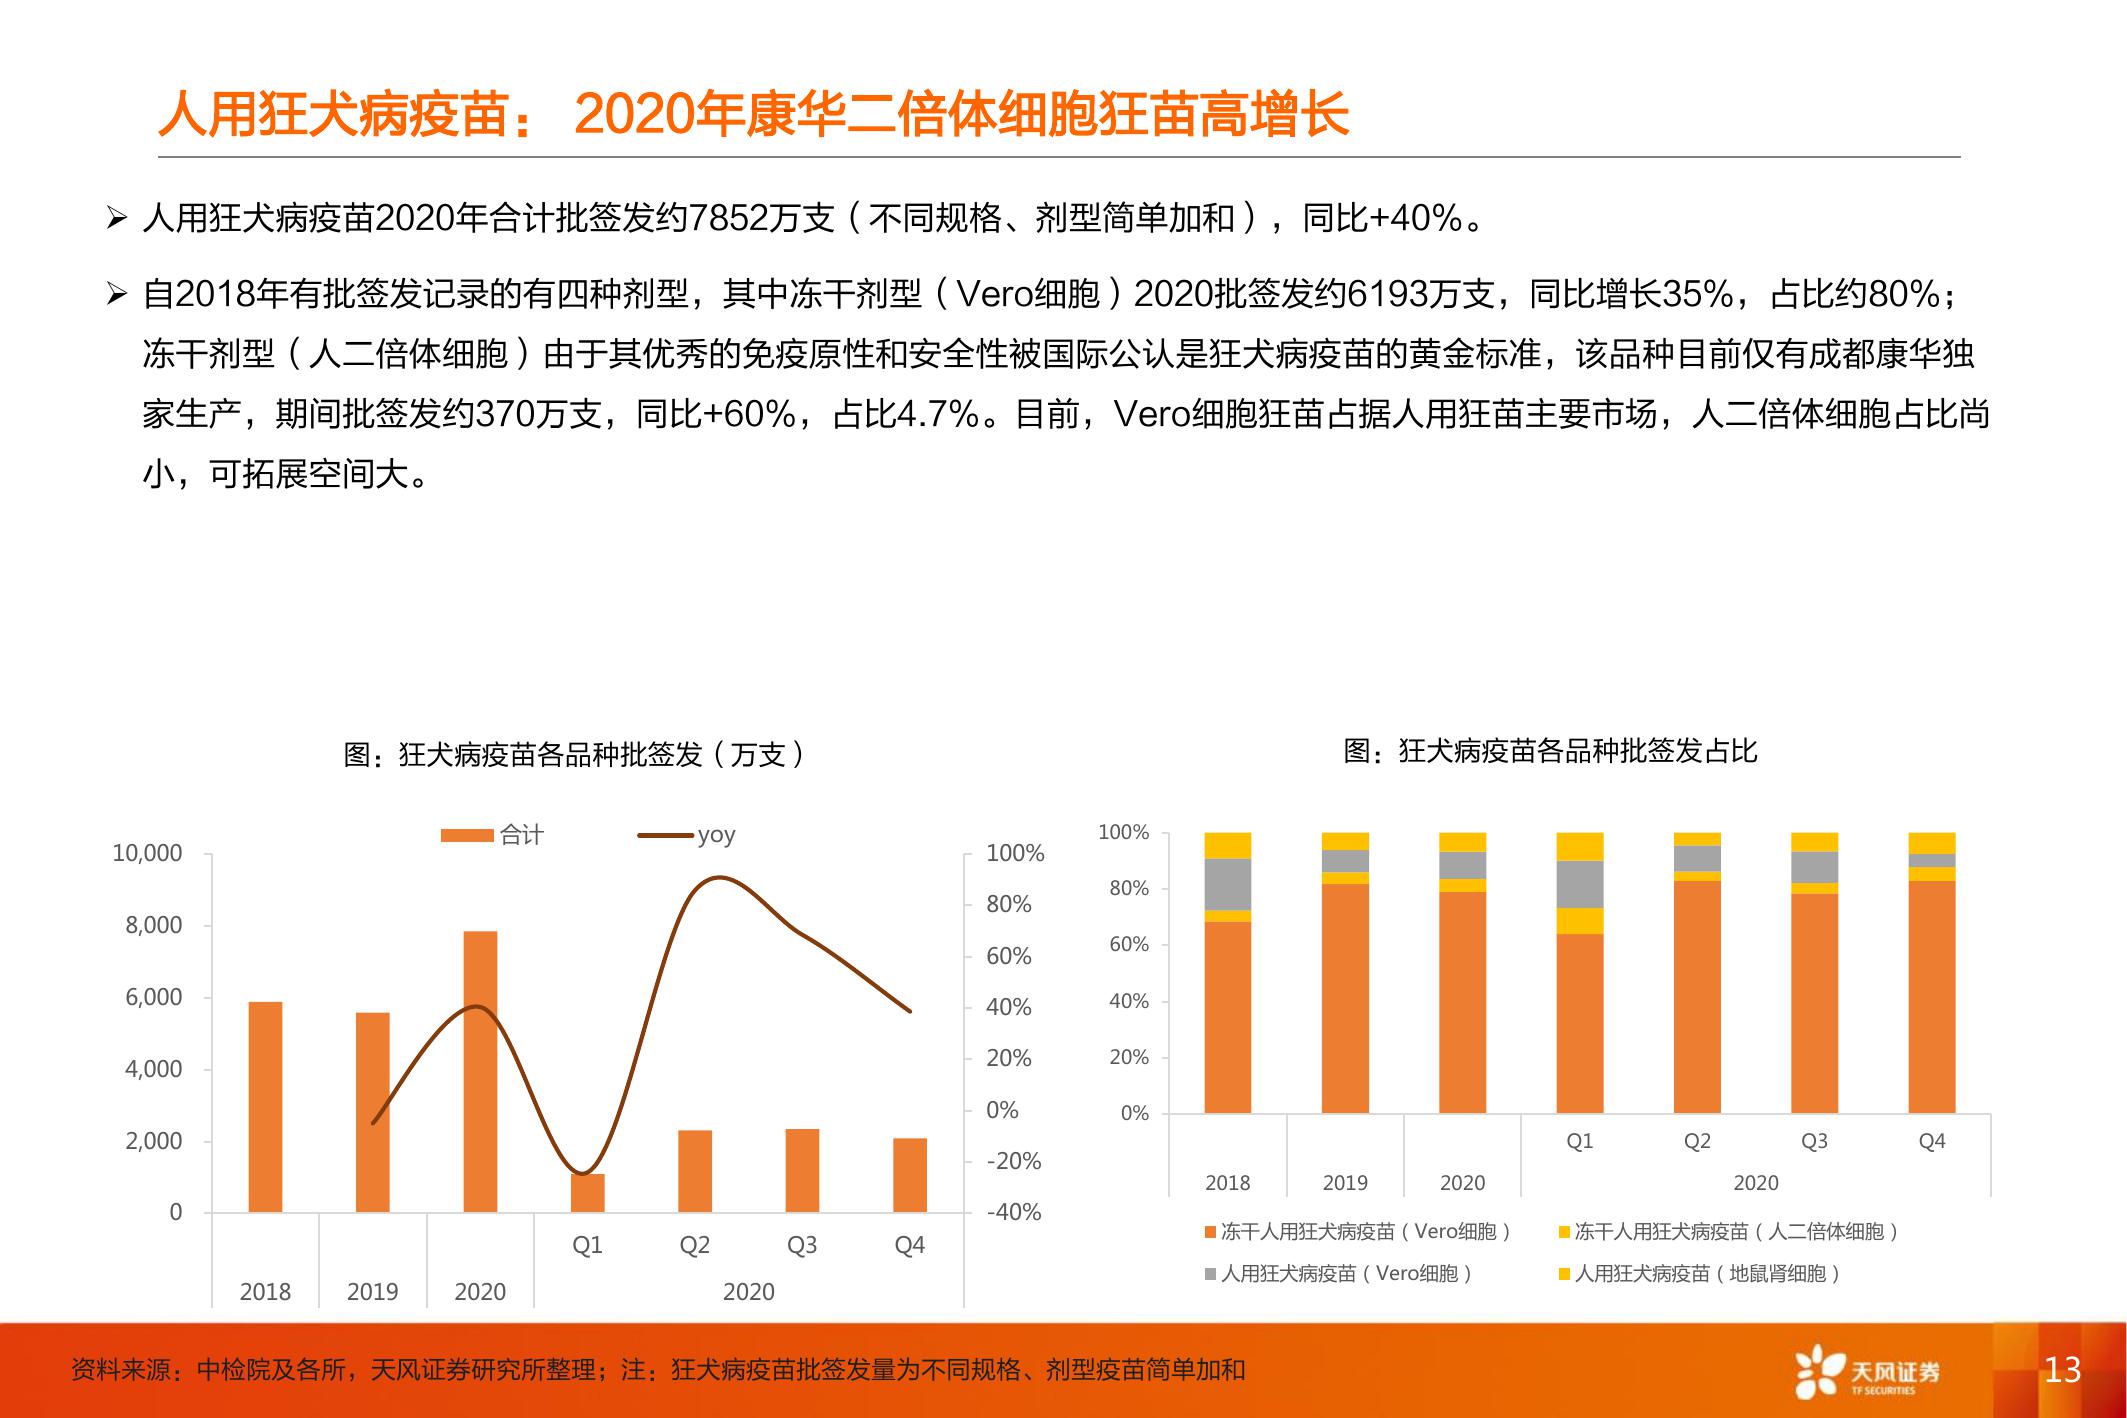 人用狂犬病疫苗： 2020年康华二倍体细胞狂苗高增长
➢ 人用狂犬病疫苗2020年合计批签发约7852万支（不同规格、剂型简单加和），同比+40%。
➢ 自2018年有批签发记录的有四种剂型，其中冻干剂型（Vero细胞）2020批签发约6193万支，同比增长35%，占比约80%；
冻干剂型（人二倍体细胞）由于其优秀的免疫原性和安全性被国际公认是狂犬病疫苗的黄金标准，该品种目前仅有成都康华独
家生产，期间批签发约370万支，同比+60%，占比4.7%。目前，Vero细胞狂苗占据人用狂苗主要市场，人二倍体细胞占比尚
小，可拓展空间大。
图：狂犬病疫苗各品种批签发（万支）
合计 yoy
10,000
8,000
6,000
4,000
2,000
0
100%
80%
60%
40%
20%
0%
-20%
-40%
Q1 Q2 Q3 Q4
2018 2019 2020 2020
图：狂犬病疫苗各品种批签发占比
100%
80%
60%
40%
20%
0%
Q1 Q2 Q3 Q4
2018 2019 2020 2020
冻干人用狂犬病疫苗（Vero细胞） 冻干人用狂犬病疫苗（人二倍体细胞）
人用狂犬病疫苗（Vero细胞） 人用狂犬病疫苗（地鼠肾细胞）
资料来源：中检院及各所，天风证券研究所整理；注：狂犬病疫苗批签发量为不同规格、剂型疫苗简单加和
天风证券
TF SECURITIES
13